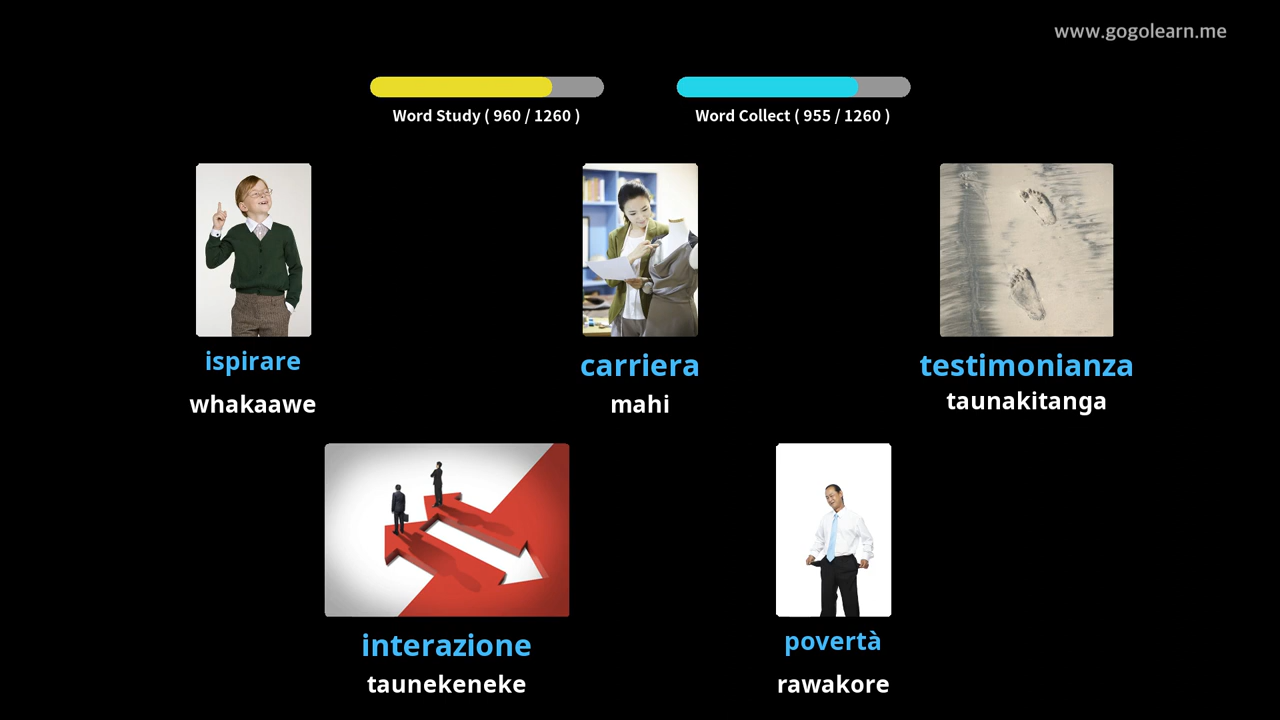 www.gogolearn.me
Word Study ( 960 / 1260 )
Word Collect ( 955 / 1260 )
ispirare
whakaawe
carriera
mahi
testimonianza
taunakitanga
interazione
taunekeneke
povertà
rawakore